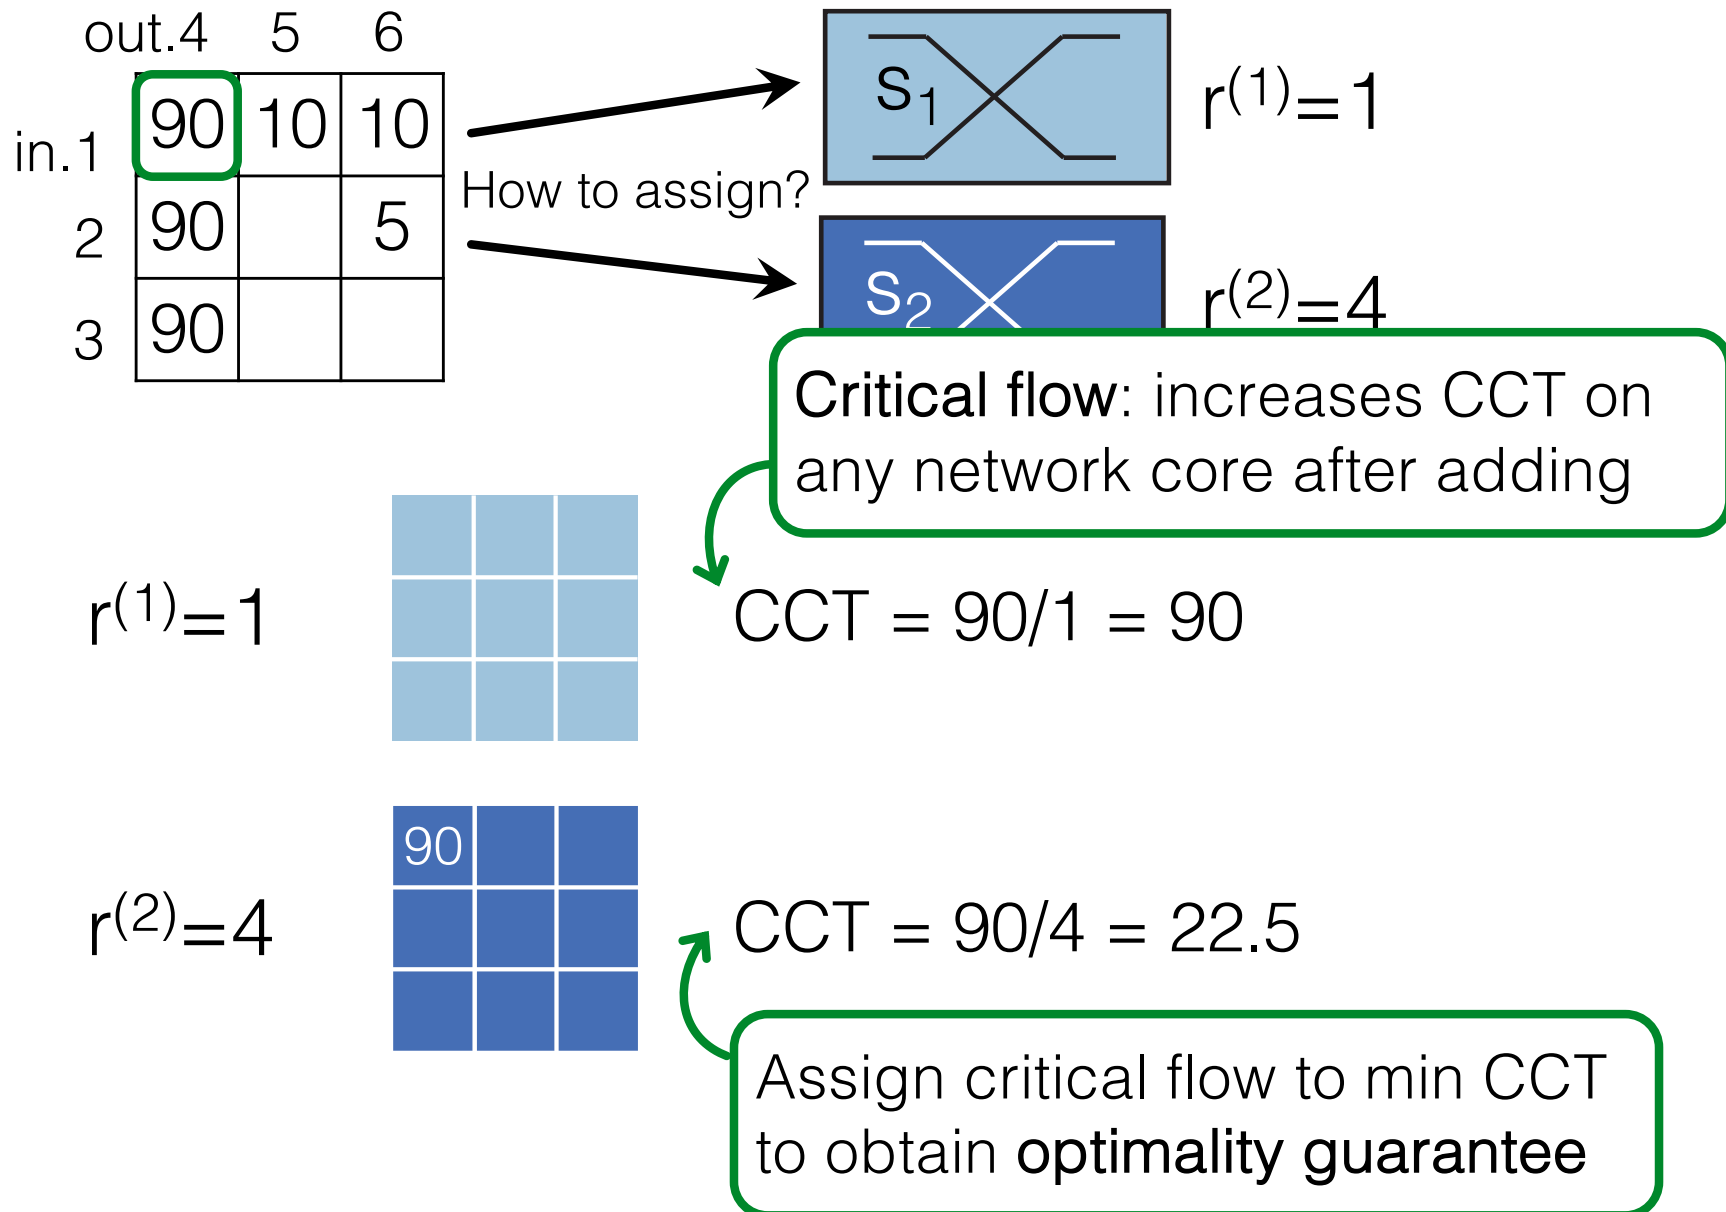 out.4 5 6
in.1 90 10 10
2 90 5
3 90
How to assign?
S₁
r⁽¹⁾=1
S₂
r⁽²⁾=4
Critical flow: increases CCT on
any network core after adding
r⁽¹⁾=1
CCT = 90/1 = 90
90
r⁽²⁾=4
CCT = 90/4 = 22.5
Assign critical flow to min CCT
to obtain optimality guarantee